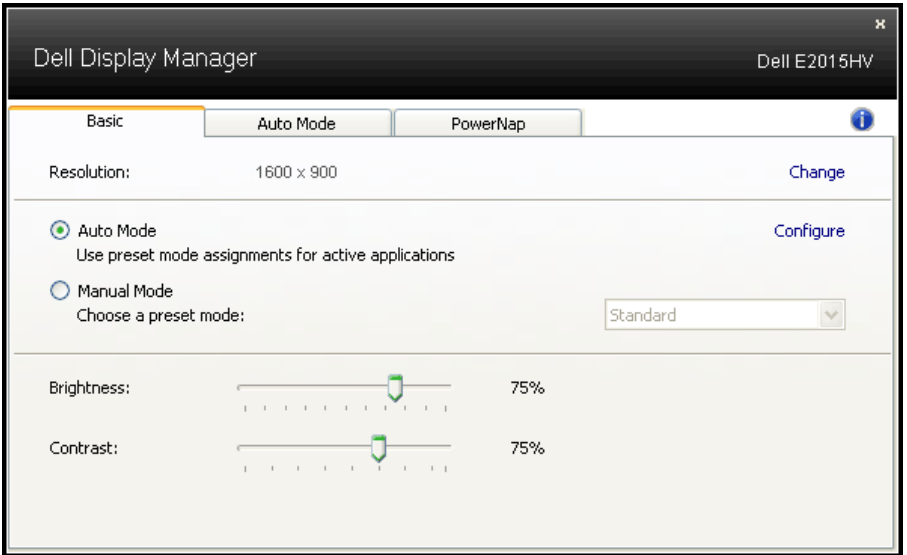 x
Dell Display Manager
Dell E2015HV
Basic Auto Mode PowerNap i
Resolution: 1600 x 900 Change
Auto Mode Configure
Use preset mode assignments for active applications
Manual Mode
Choose a preset mode: Standard
Brightness: 75%
Contrast: 75%